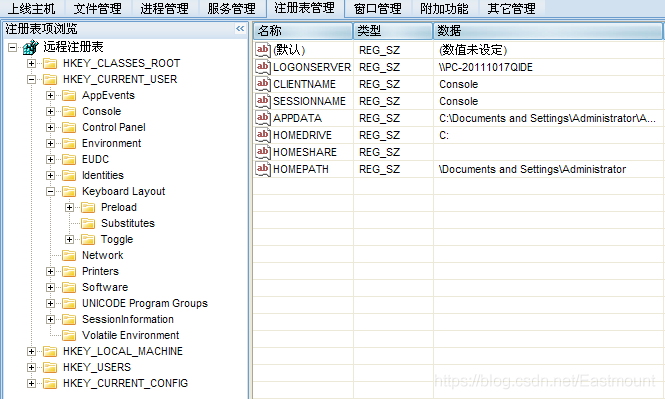 上线主机 文件管理 进程管理 服务管理 注册表管理 窗口管理 附加功能 其它管理
注册表项浏览
远程注册表
HKEY_CLASSES_ROOT
HKEY_CURRENT_USER
AppEvents
Console
Control Panel
Environment
EUDC
Identities
Keyboard Layout
Preload
Substitutes
Toggle
Network
Printers
Software
UNICODE Program Groups
SessionInformation
Volatile Environment
HKEY_LOCAL_MACHINE
HKEY_USERS
HKEY_CURRENT_CONFIG
名称 类型 数据
(默认) REG_SZ (数值未设定)
LOGONSERVER REG_SZ \\PC-20111017QIDE
CLIENTNAME REG_SZ Console
SESSIONNAME REG_SZ Console
APPDATA REG_SZ C:\Documents and Settings\Administrator\A...
HOMEDRIVE REG_SZ C:
HOMESHARE REG_SZ
HOMEPATH REG_SZ \Documents and Settings\Administrator
https://blog.csdn.net/Eastmount